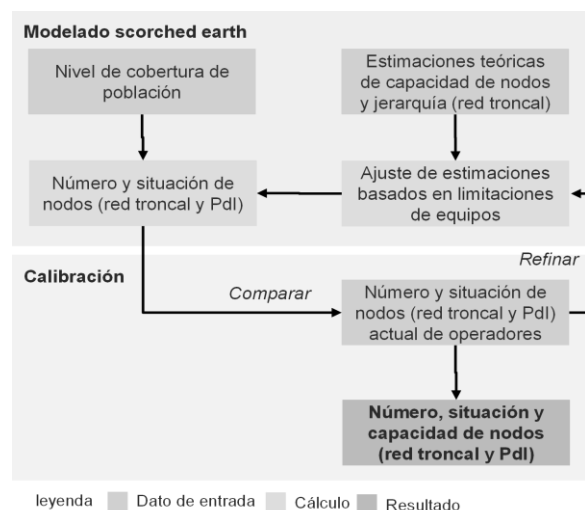 Modelado scorched earth
Nivel de cobertura de
población
Estimaciones teóricas
de capacidad de nodos
y jerarquía (red troncal)
Número y situación de
nodos (red troncal y PdI)
Ajuste de estimaciones
basados en limitaciones
de equipos
Refinar
Calibración
Comparar
Número y situación de
nodos (red troncal y PdI)
actual de operadores
Número, situación y
capacidad de nodos
(red troncal y PdI)
leyenda Dato de entrada Cálculo Resultado